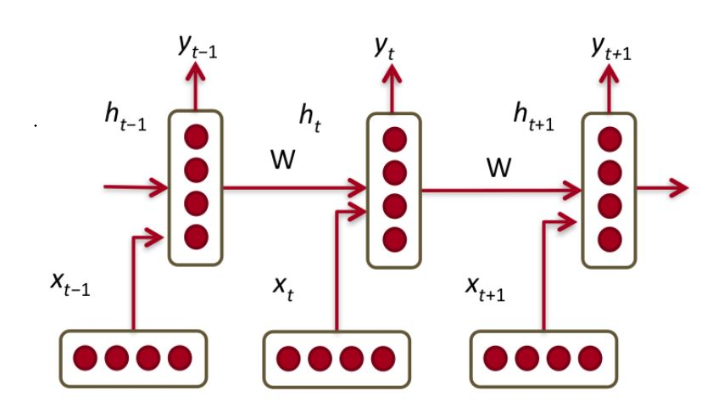 y_{t−1} y_t y_{t+1}
h_{t−1} h_t h_{t+1}
W W
x_{t−1} x_t x_{t+1}